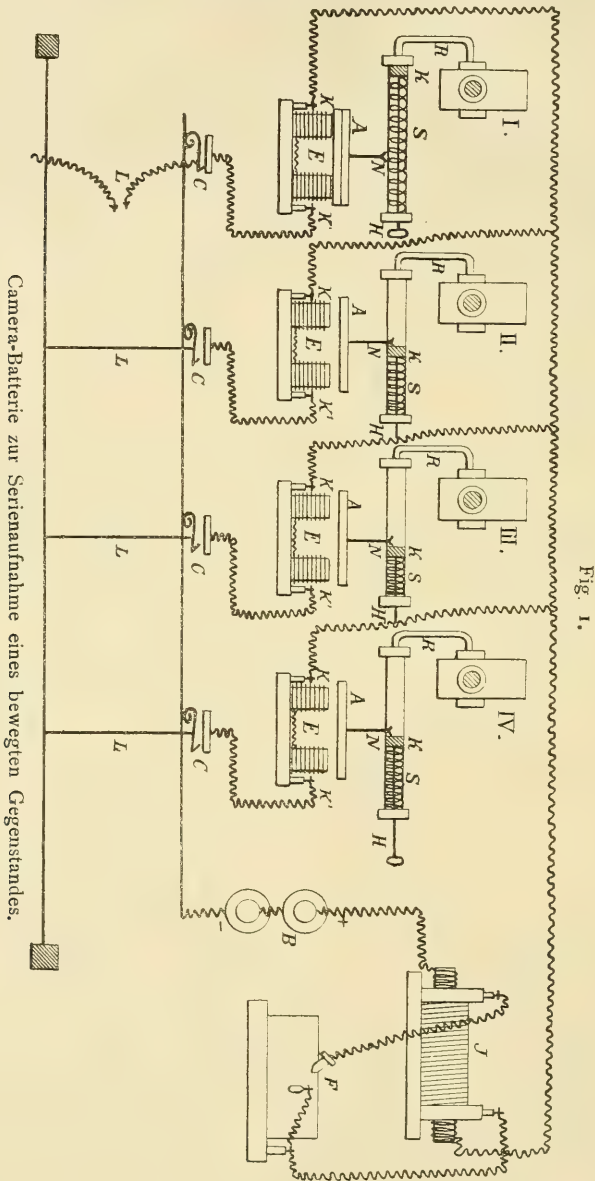 Fig. 1.
I.
II.
III.
IV.
R
R
R
R
K
S
H
K
S
H
K
S
H
K
S
H
N
N
N
N
A
A
A
A
K
E
K'
K
E
K'
K
E
K'
K
E
K'
C
C
C
C
L
L
L
L
- B +
J
F
Camera-Batterie zur Serienaufnahme eines bewegten Gegenstandes.